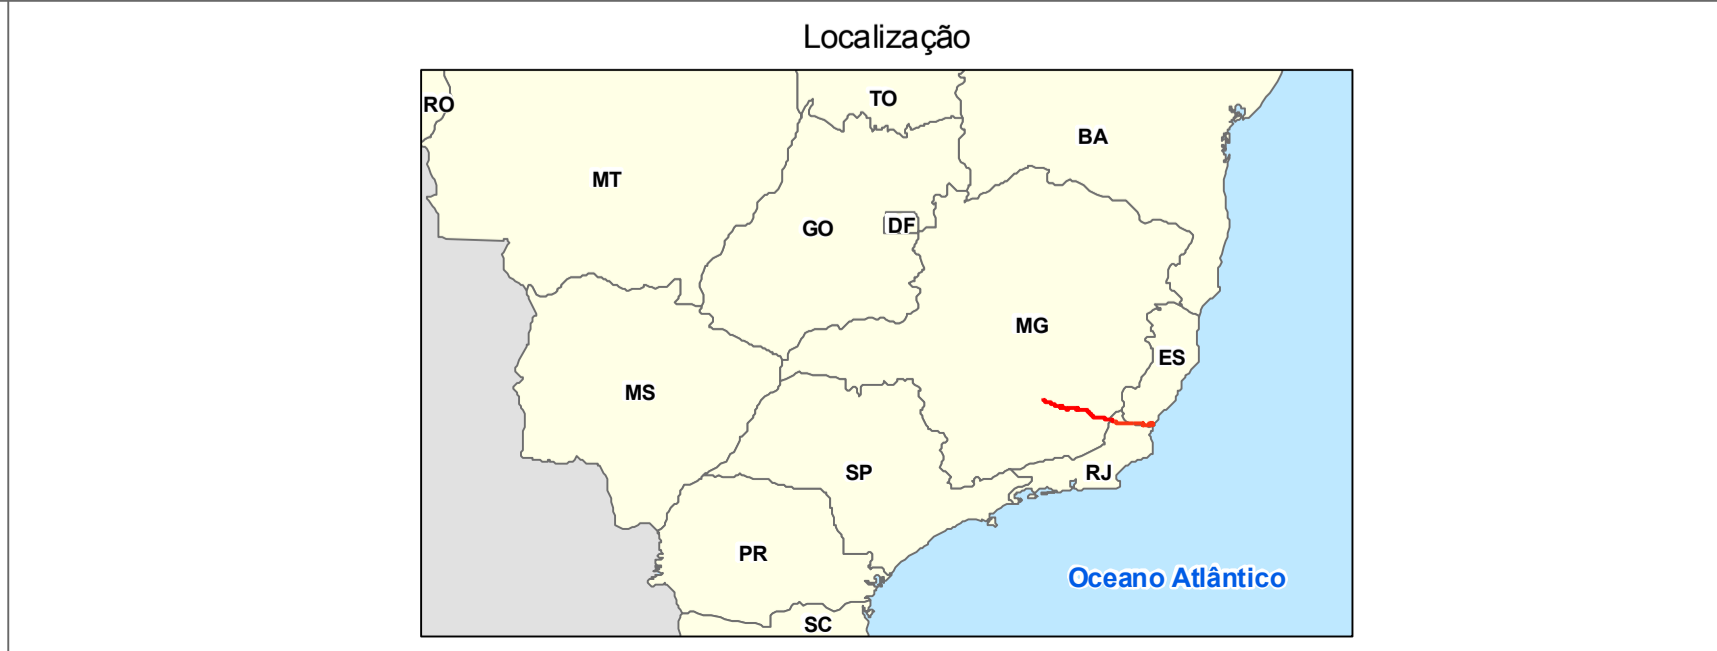 Localização
RO
TO
BA
MT
GO
DF
MG
ES
MS
SP
RJ
PR
Oceano Atlântico
SC